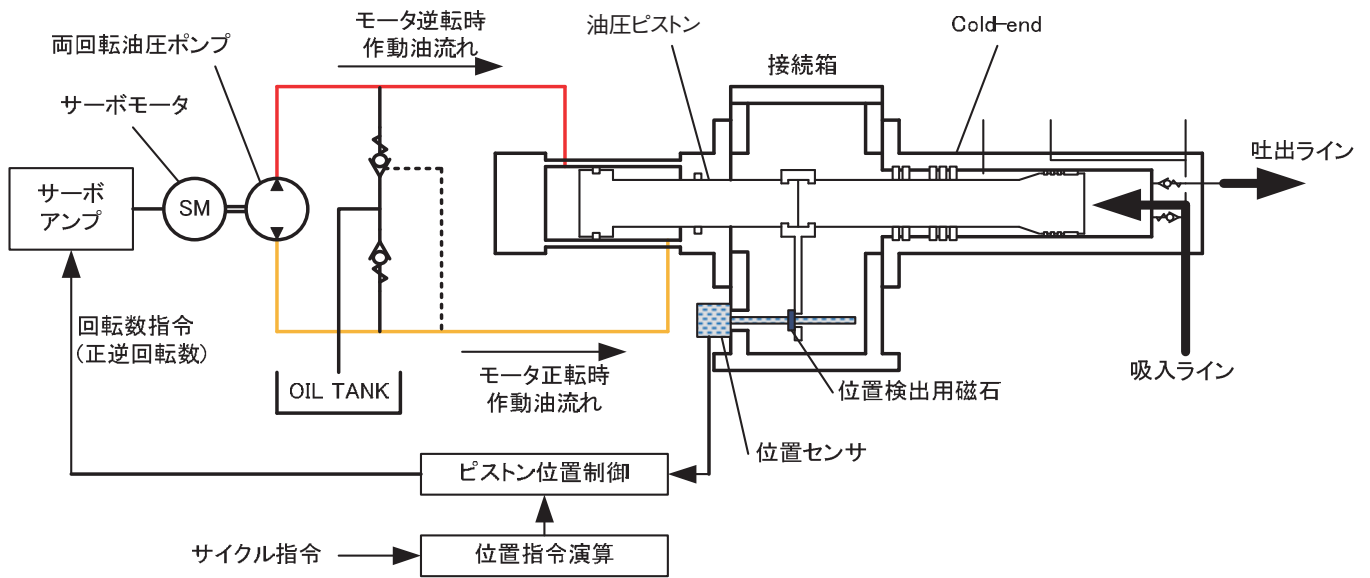 モータ逆転時
作動油流れ
油圧ピストン
Cold-end
両回転油圧ポンプ
接続箱
サーボモータ
吐出ライン
サーボ
アンプ
SM
回転数指令
(正逆回転数)
OIL TANK
モータ正転時
作動油流れ
吸入ライン
位置検出用磁石
位置センサ
ピストン位置制御
サイクル指令
位置指令演算